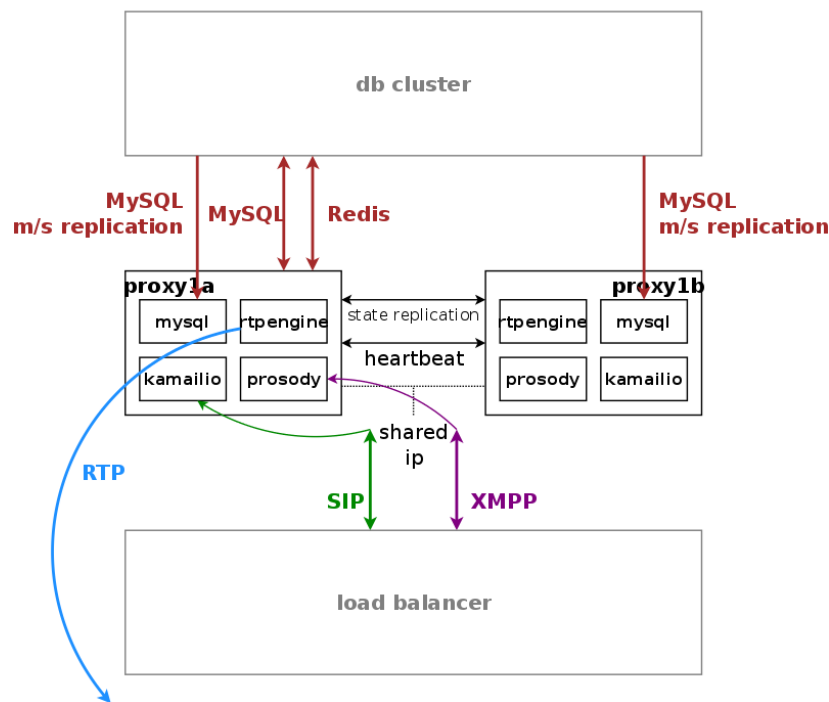 db cluster
MySQL
m/s replication
MySQL
Redis
MySQL
m/s replication
proxy1a
mysql
rtpengine
kamailio
prosody
state replication
heartbeat
shared
ip
proxy1b
rtpengine
mysql
prosody
kamailio
RTP
SIP
XMPP
load balancer